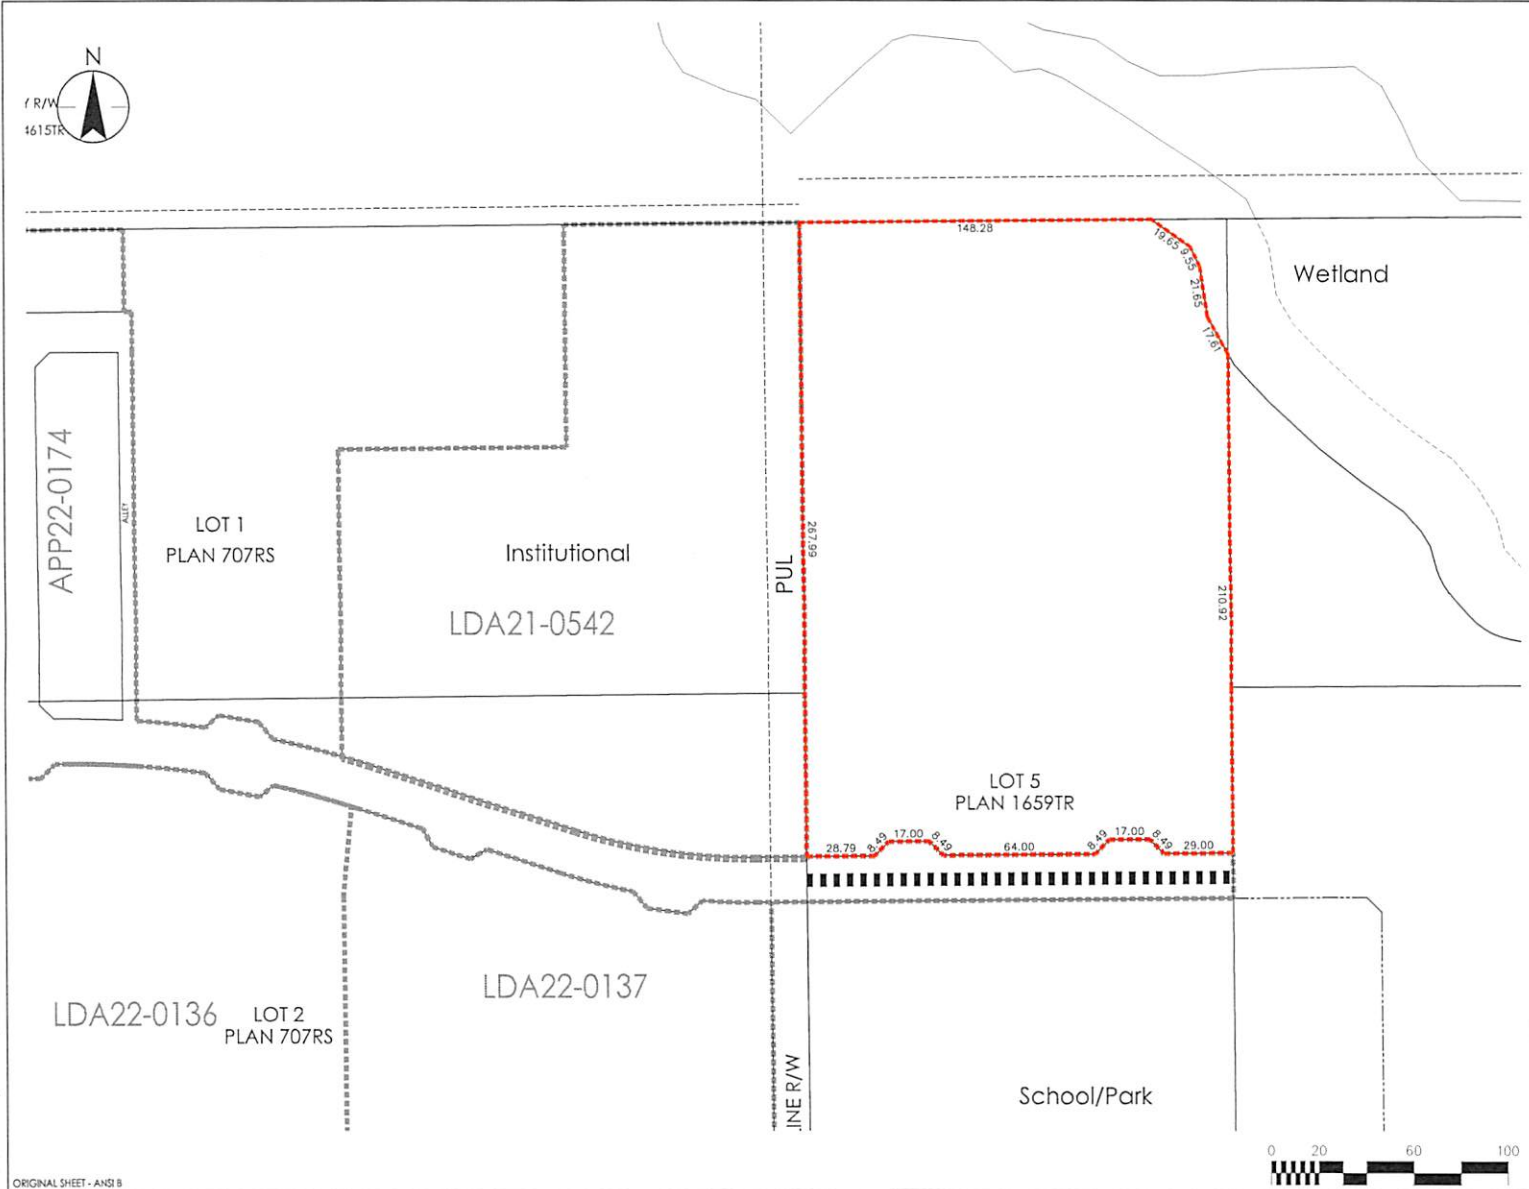 N
Y R/W
4615TR
148.28
19.65
9.55
21.65
17.61
Wetland
APP22-0174
ALLEY
LOT 1
PLAN 707RS
Institutional
LDA21-0542
PUL
267.99
210.92
LOT 5
PLAN 1659TR
28.79
8.49
17.00
8.49
64.00
8.49
17.00
8.49
29.00
LDA22-0136
LOT 2
PLAN 707RS
LDA22-0137
LINE R/W
School/Park
0 20 60 100
ORIGINAL SHEET - ANSI B